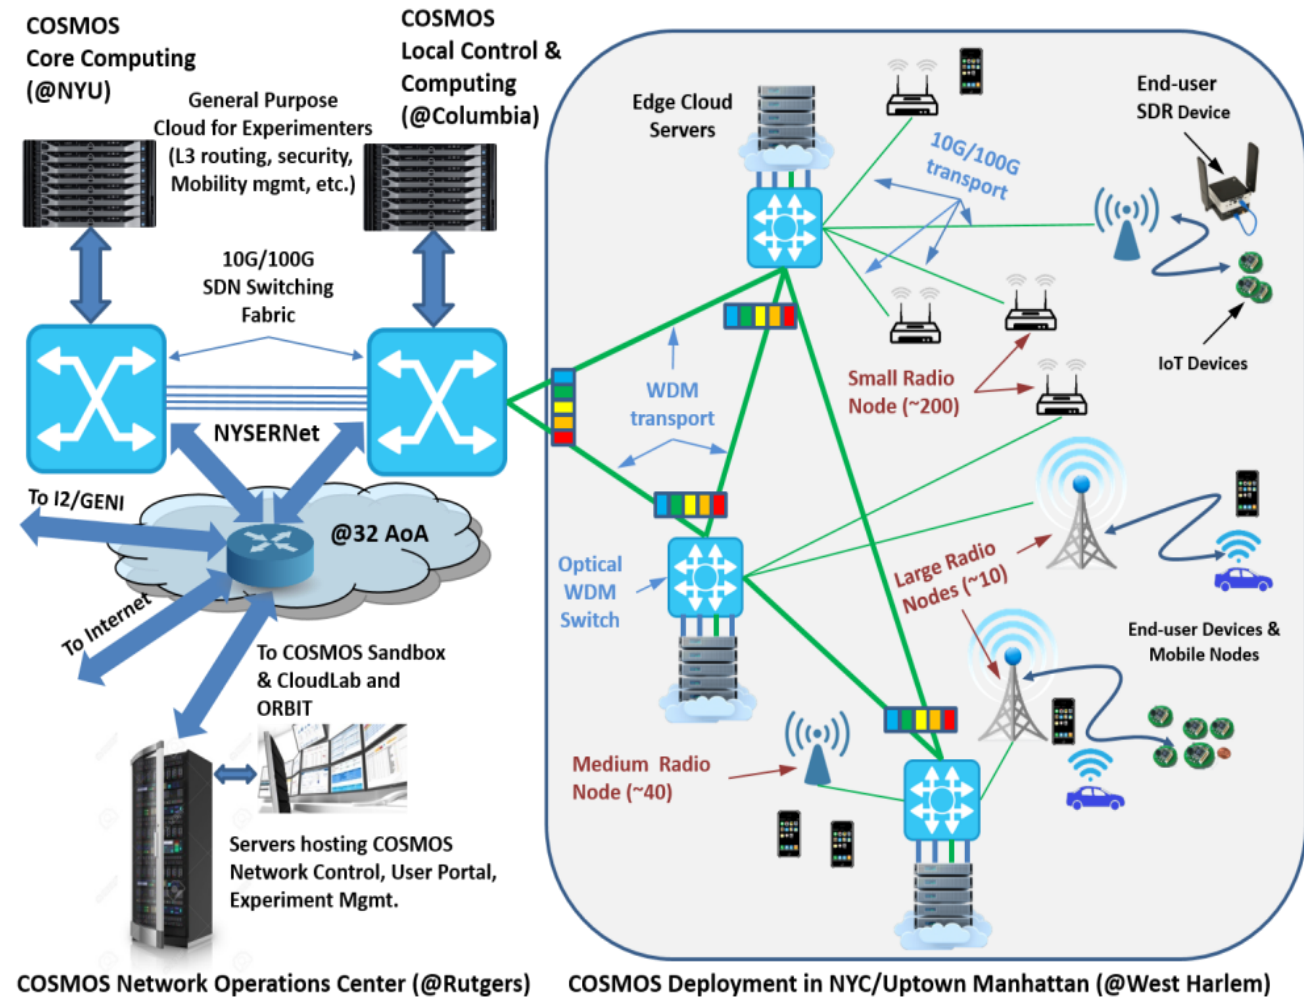 COSMOS
Core Computing
(@NYU)
COSMOS
Local Control &
Computing
(@Columbia)
General Purpose
Cloud for Experimenters
(L3 routing, security,
Mobility mgmt, etc.)
10G/100G
SDN Switching
Fabric
NYSERNet
To I2/GENI
@32 AoA
To Internet
To COSMOS Sandbox
& CloudLab and
ORBIT
Servers hosting COSMOS
Network Control, User Portal,
Experiment Mgmt.
COSMOS Network Operations Center (@Rutgers)
Edge Cloud
Servers
10G/100G
transport
End-user
SDR Device
IoT Devices
WDM
transport
Small Radio
Node (~200)
Optical
WDM
Switch
Large Radio
Nodes (~10)
End-user Devices &
Mobile Nodes
Medium Radio
Node (~40)
COSMOS Deployment in NYC/Uptown Manhattan (@West Harlem)